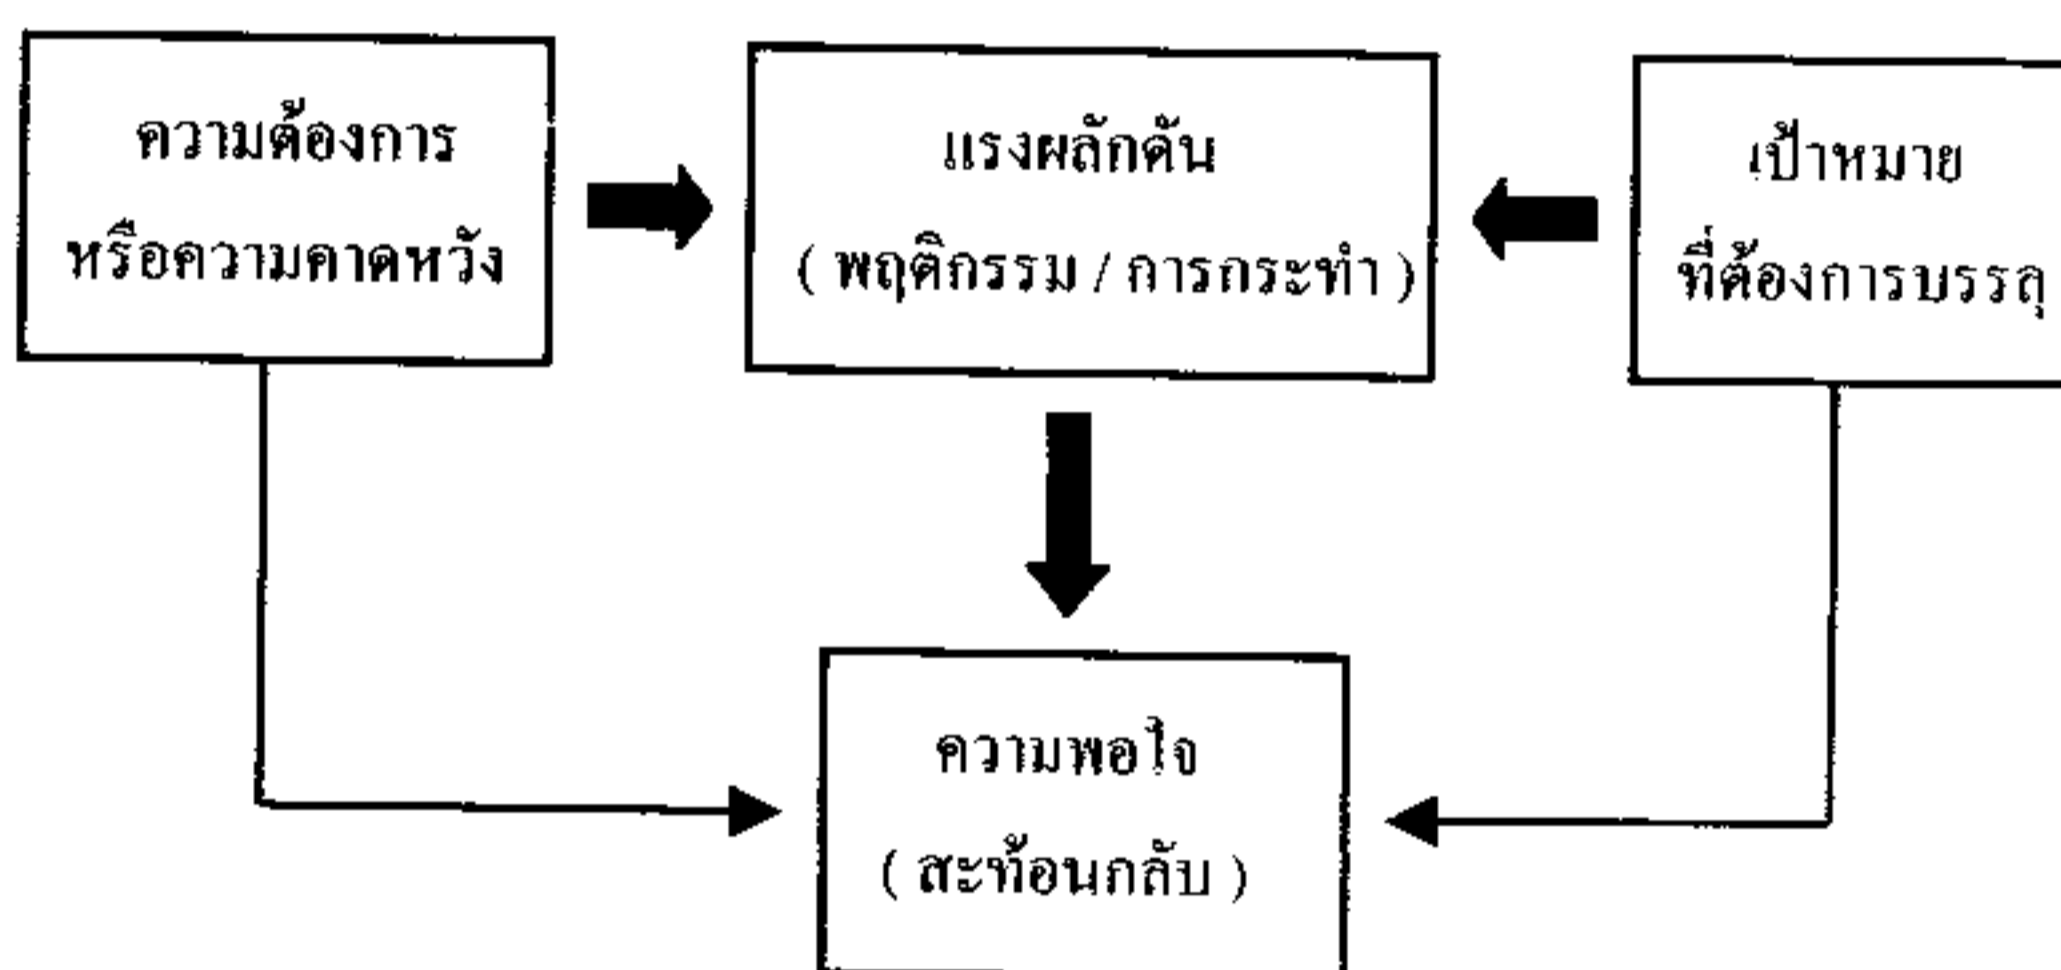 ความต้องการ
หรือความคาดหวัง
แรงผลักดัน
( พฤติกรรม / การกระทำ )
เป้าหมาย
ที่ต้องการบรรลุ
ความพอใจ
( สะท้อนกลับ )